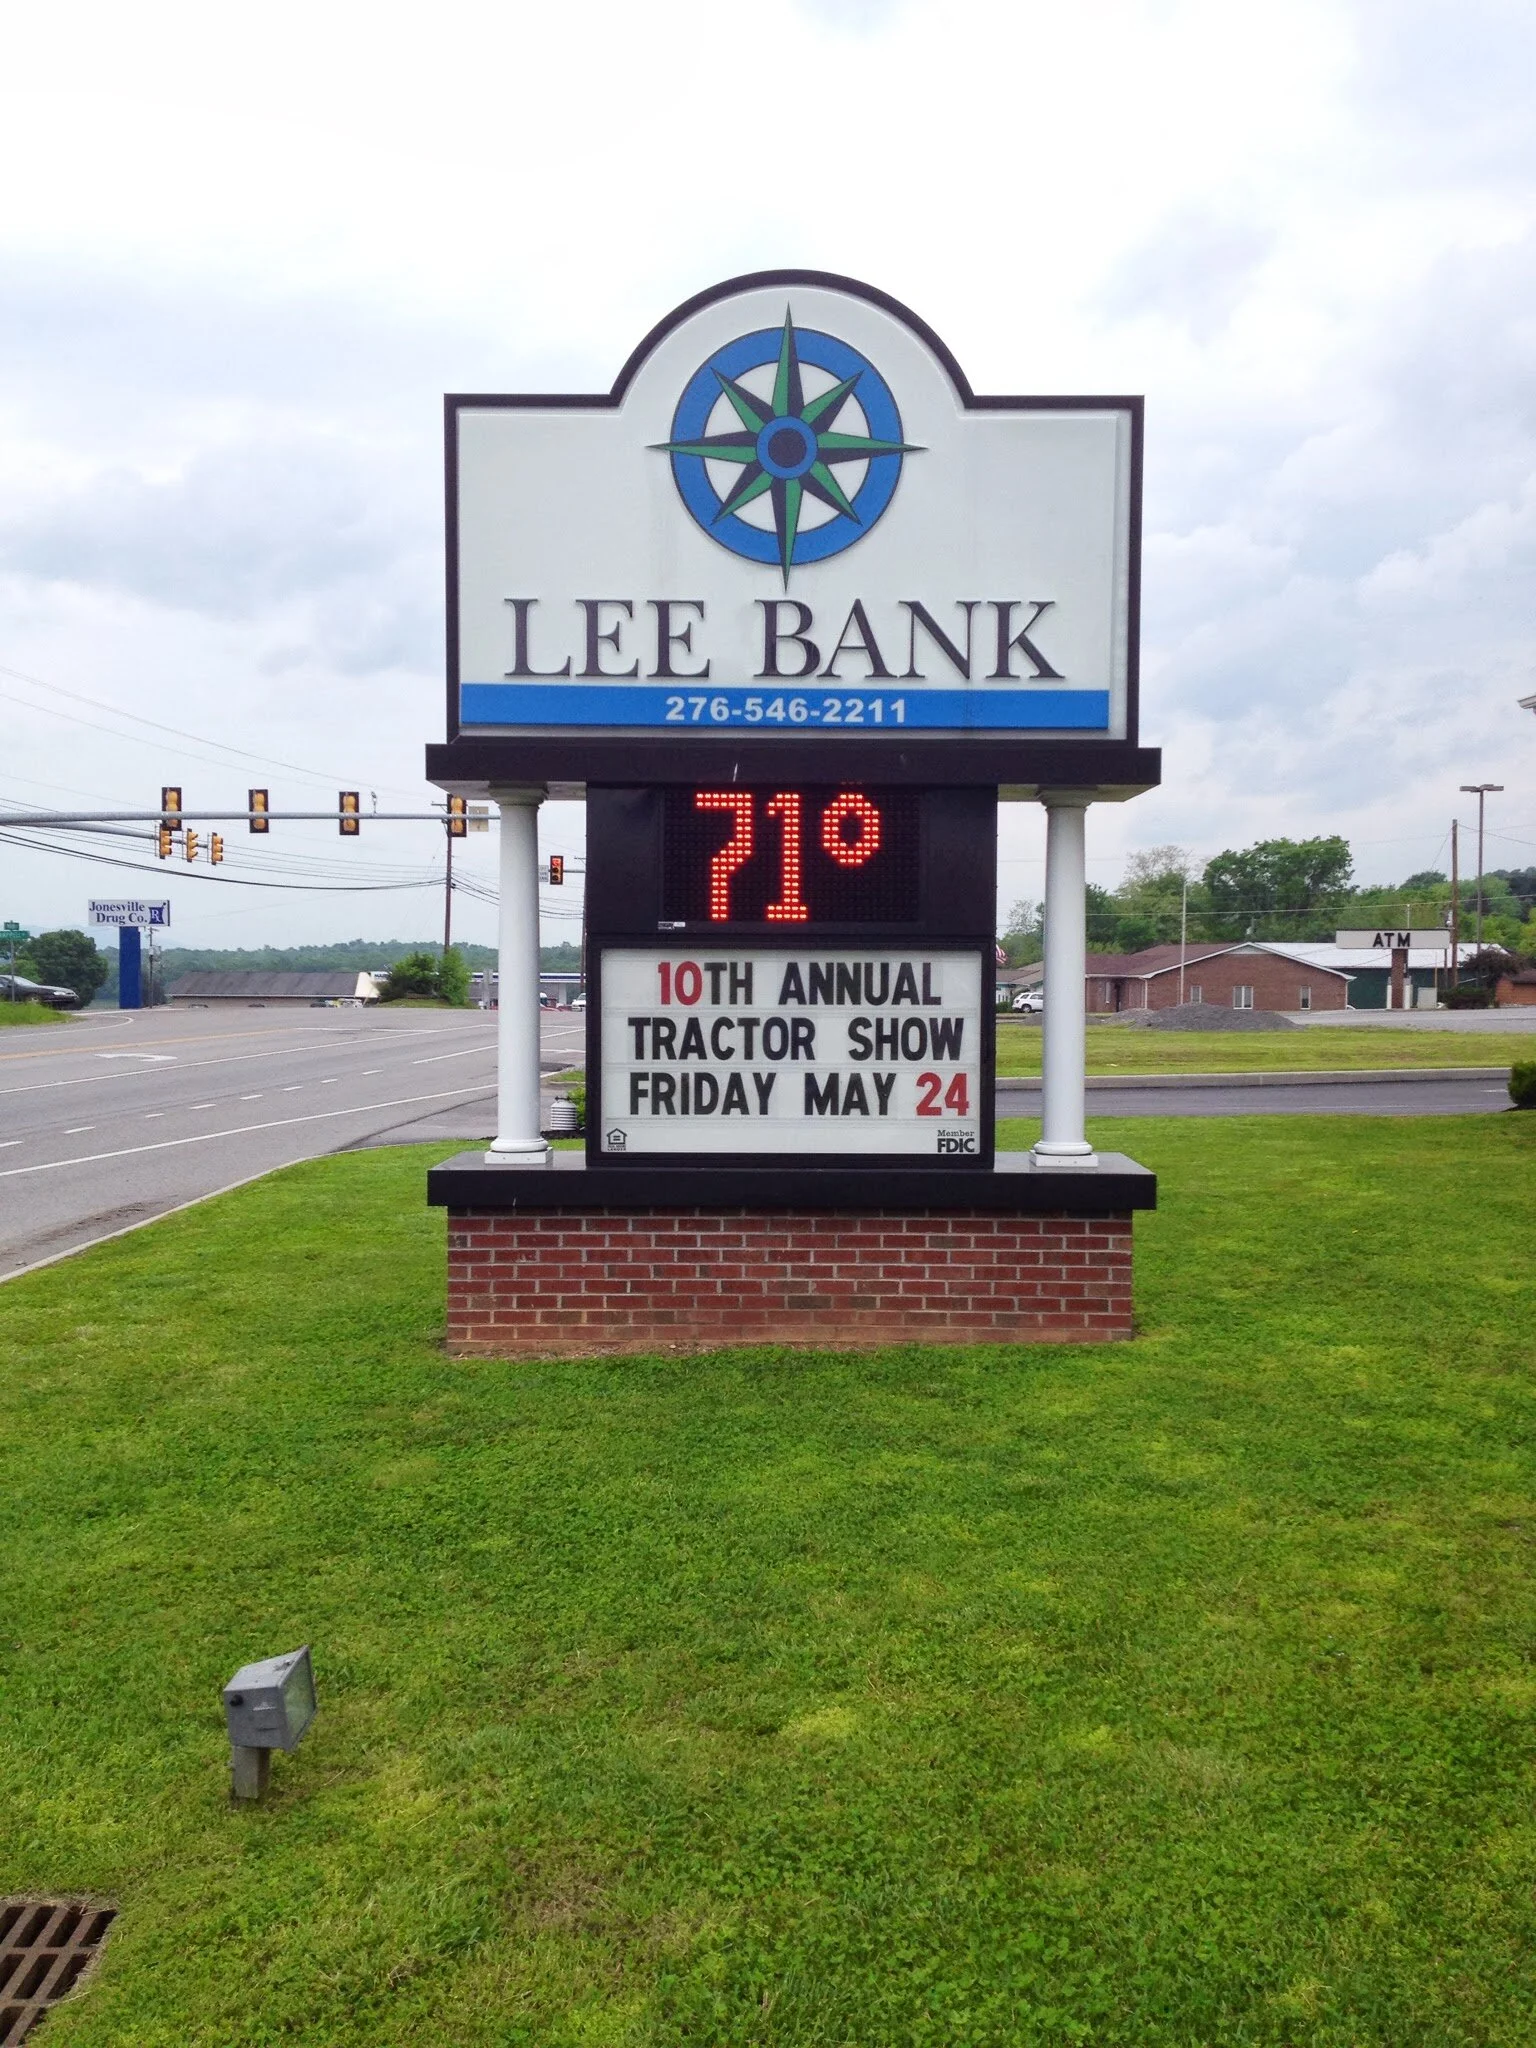 LEE BANK
276-546-2211
71°
10TH ANNUAL
TRACTOR SHOW
FRIDAY MAY 24
Member
FDIC
Jonesville
Drug Co.
ATM